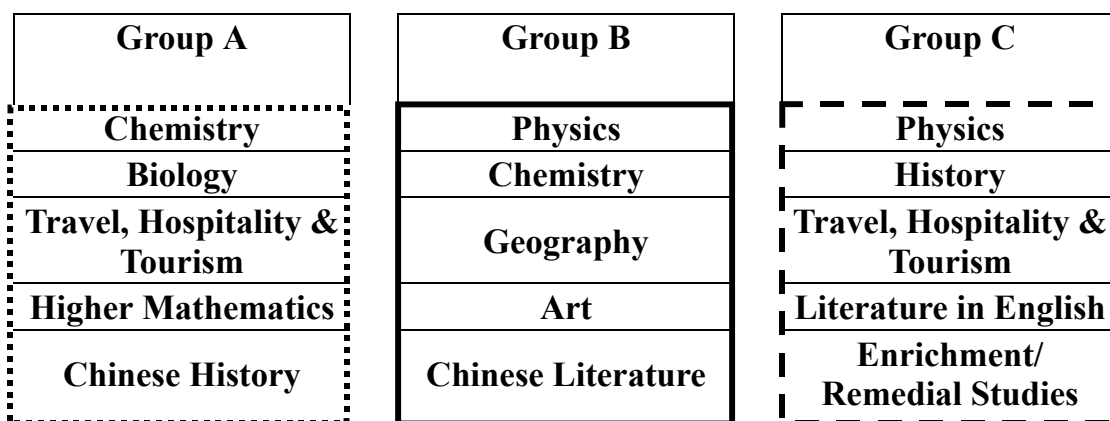 Group A
Chemistry
Biology
Travel, Hospitality &
Tourism
Higher Mathematics
Chinese History
Group B
Physics
Chemistry
Geography
Art
Chinese Literature
Group C
Physics
History
Travel, Hospitality &
Tourism
Literature in English
Enrichment/
Remedial Studies